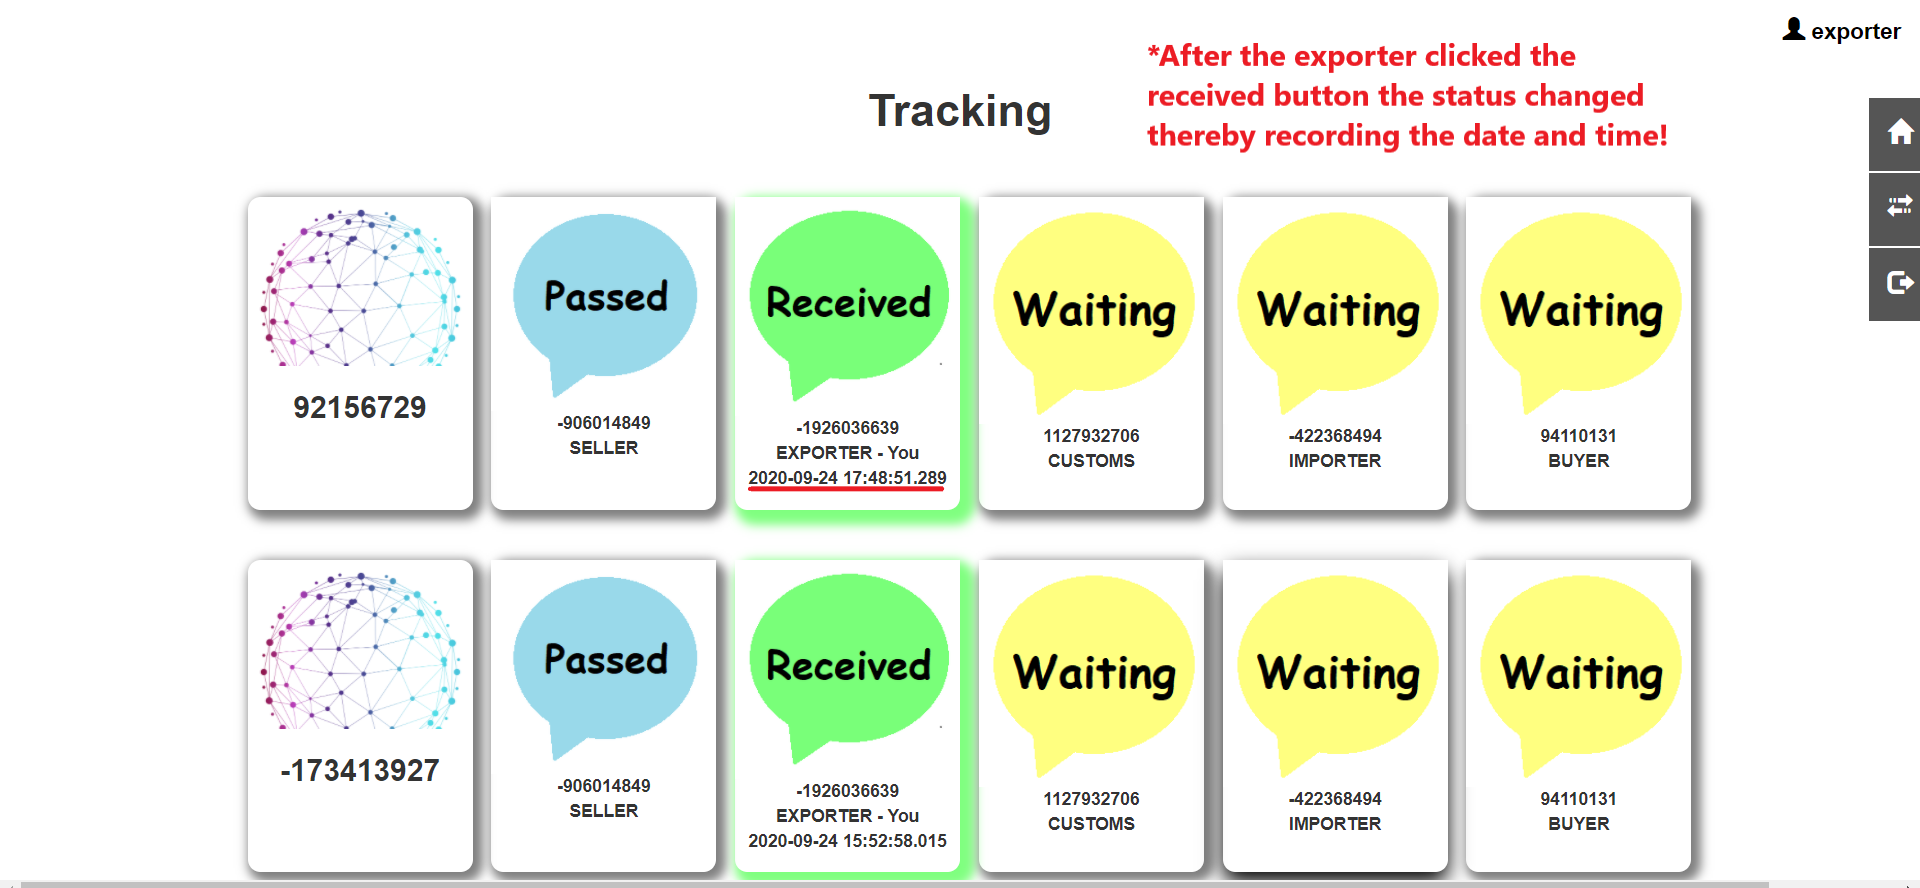 exporter
*After the exporter clicked the
received button the status changed
thereby recording the date and time!
Tracking
92156729
Passed
-906014849
SELLER
Received
-1926036639
EXPORTER - You
2020-09-24 17:48:51.289
Waiting
1127932706
CUSTOMS
Waiting
-422368494
IMPORTER
Waiting
94110131
BUYER
-173413927
Passed
-906014849
SELLER
Received
-1926036639
EXPORTER - You
2020-09-24 15:52:58.015
Waiting
1127932706
CUSTOMS
Waiting
-422368494
IMPORTER
Waiting
94110131
BUYER